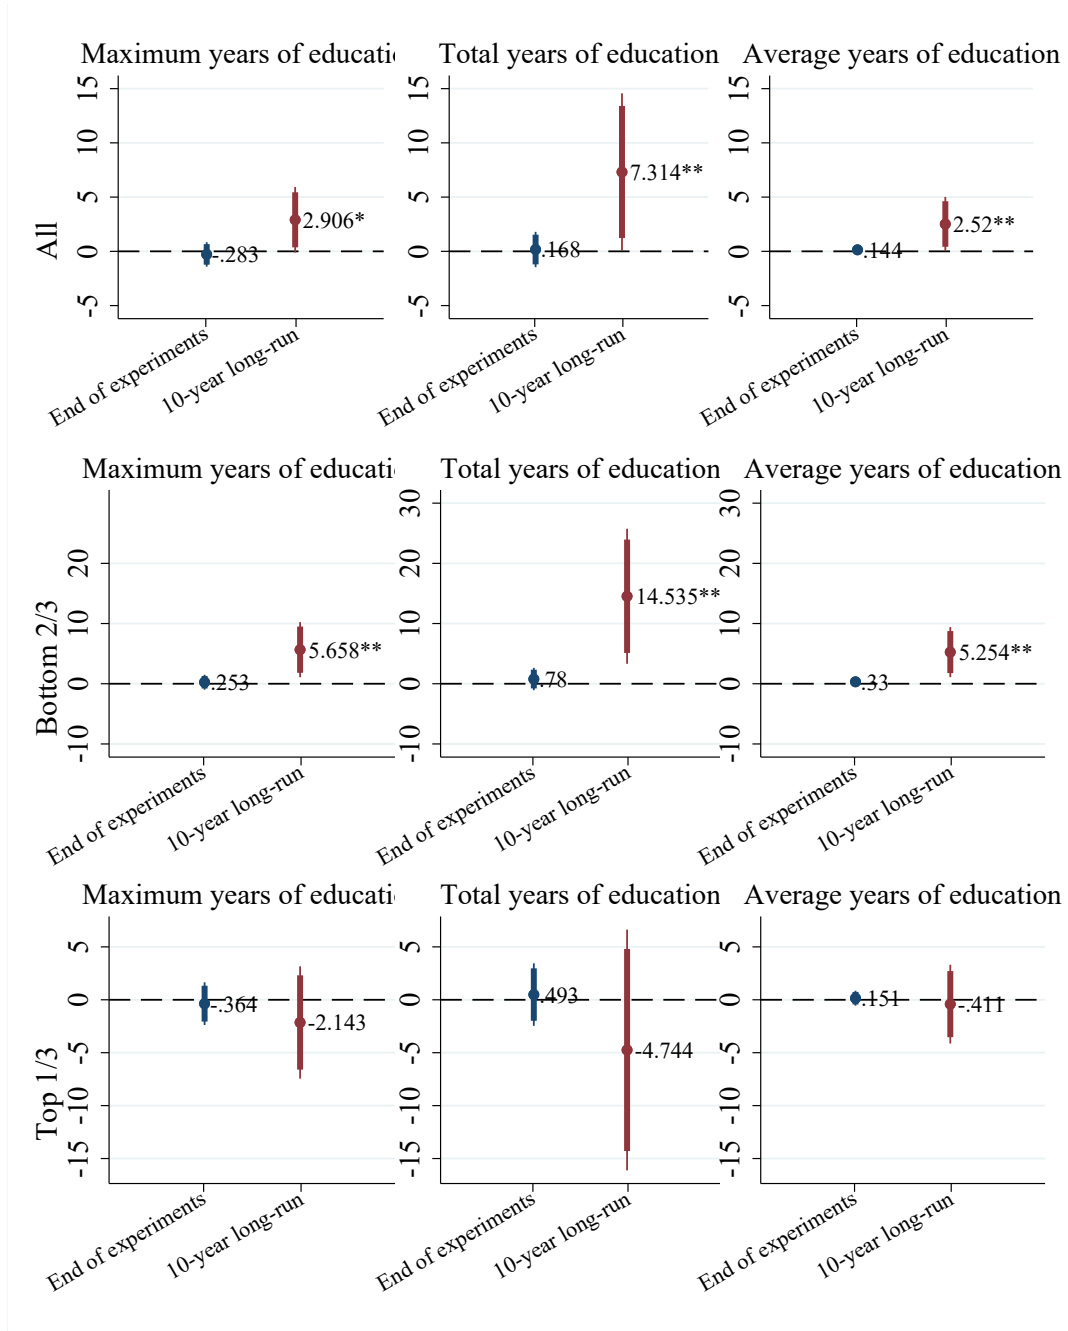 Maximum years of educati
Total years of education
Average years of education
All
15
10
5
0
-5
2.906*
-.283
End of experiments
10-year long-run
15
10
5
0
-5
7.314**
.168
End of experiments
10-year long-run
15
10
5
0
-5
2.52**
.144
End of experiments
10-year long-run
Maximum years of educati
Total years of education
Average years of education
Bottom 2/3
20
10
0
-10
5.658**
.253
End of experiments
10-year long-run
30
20
10
0
-10
14.535**
.78
End of experiments
10-year long-run
30
20
10
0
-10
5.254**
.33
End of experiments
10-year long-run
Maximum years of educati
Total years of education
Average years of education
Top 1/3
5
0
-5
-10
-15
-.364
-2.143
End of experiments
10-year long-run
5
0
-5
-10
-15
.493
-4.744
End of experiments
10-year long-run
5
0
-5
-10
-15
.151
-.411
End of experiments
10-year long-run